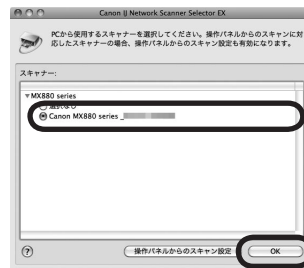 Canon IJ Network Scanner Selector EX
PCから使用するスキャナーを選択してください。操作パネルからのスキャンに対
応したスキャナーの場合、操作パネルからのスキャン設定も有効になります。
スキャナー:
▼MX880 series
選択なし
Canon MX880 series _
? 操作パネルからのスキャン設定 OK